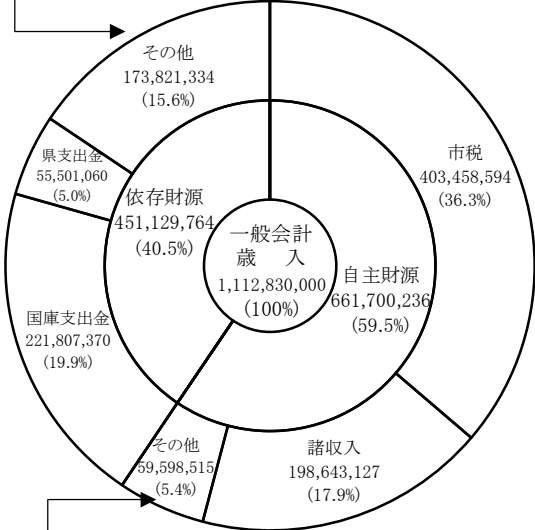 その他
173,821,334
(15.6%)
県支出金
55,501,060
(5.0%)
依存財源
451,129,764
(40.5%)
国庫支出金
221,807,370
(19.9%)
一般会計
歳　入
1,112,830,000
(100%)
市税
403,458,594
(36.3%)
自主財源
661,700,236
(59.5%)
その他
59,598,515
(5.4%)
諸収入
198,643,127
(17.9%)